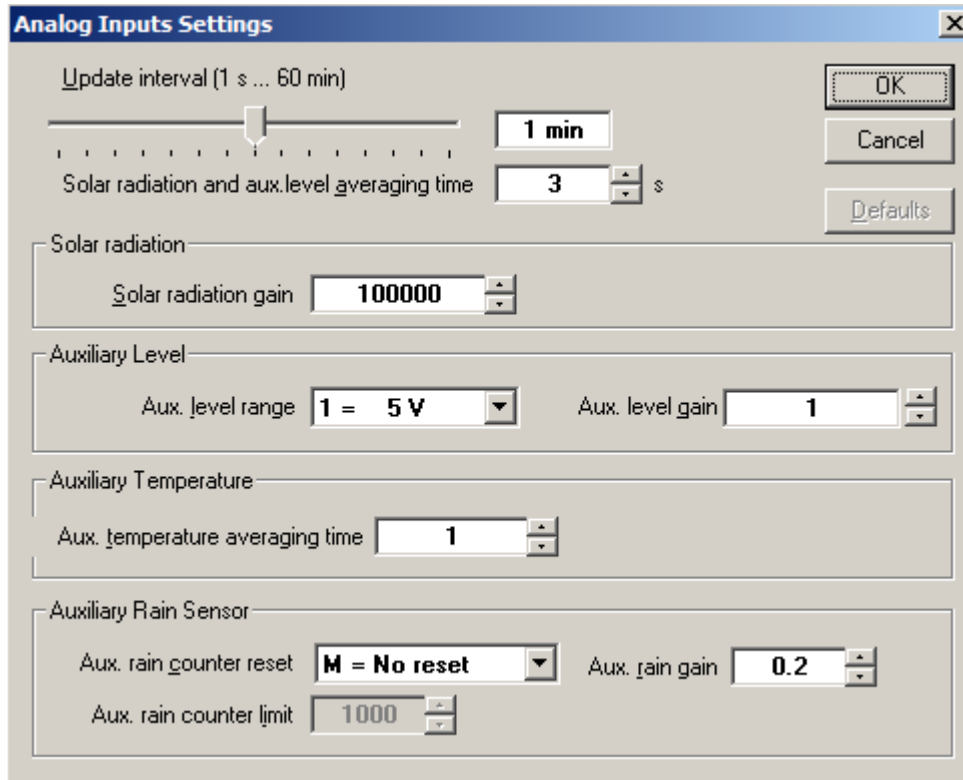 Analog Inputs Settings
Update interval (1 s ... 60 min)
1 min
OK
Cancel
Solar radiation and aux.level averaging time 3 s
Defaults
Solar radiation
Solar radiation gain 100000
Auxiliary Level
Aux. level range 1 = 5 V Aux. level gain 1
Auxiliary Temperature
Aux. temperature averaging time 1
Auxiliary Rain Sensor
Aux. rain counter reset M = No reset Aux. rain gain 0.2
Aux. rain counter limit 1000